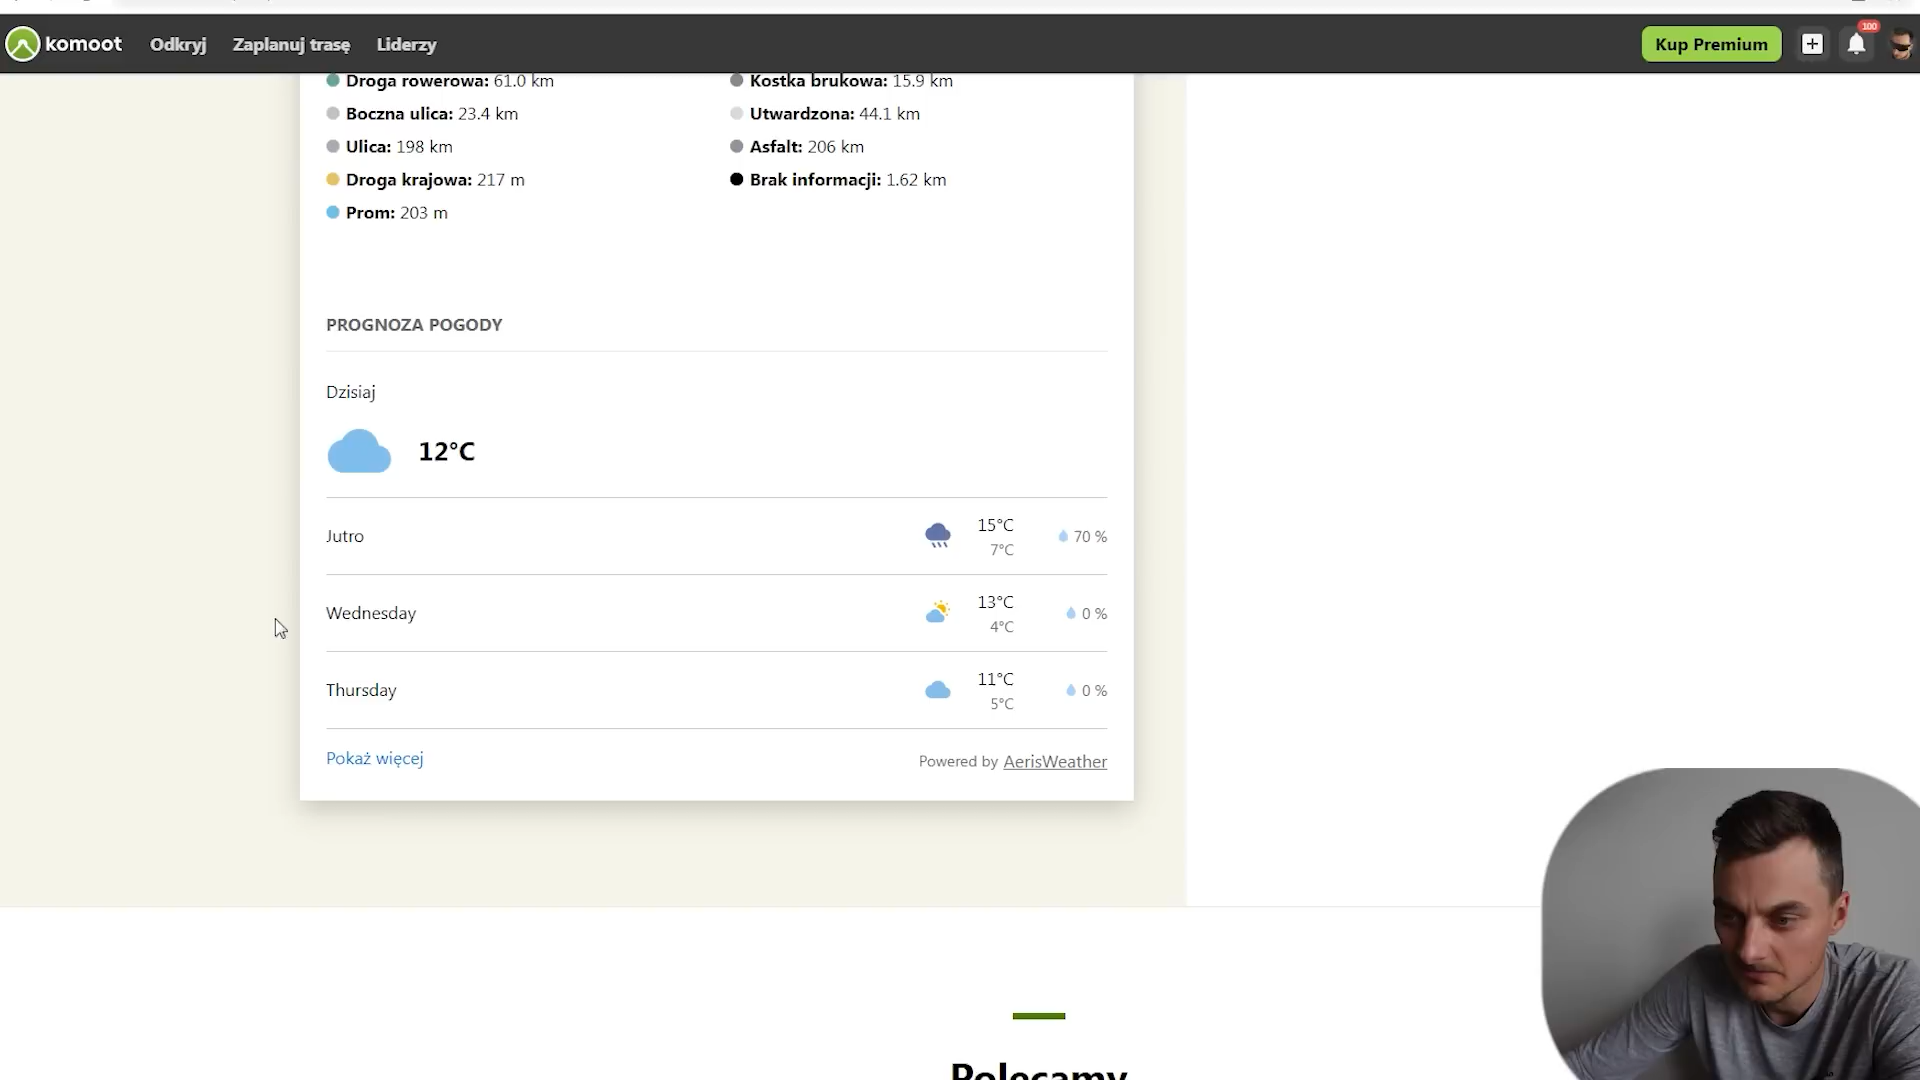 komoot Odkryj Zaplanuj trasę Liderzy Kup Premium 100
Droga rowerowa: 61.0 km
Boczna ulica: 23.4 km
Ulica: 198 km
Droga krajowa: 217 m
Prom: 203 m
Kostka brukowa: 15.9 km
Utwardzona: 44.1 km
Asfalt: 206 km
Brak informacji: 1.62 km
PROGNOZA POGODY
Dzisiaj
12°C
Jutro 15°C 70 %
7°C
Wednesday 13°C 0 %
4°C
Thursday 11°C 0 %
5°C
Pokaż więcej Powered by AerisWeather
Polecamy